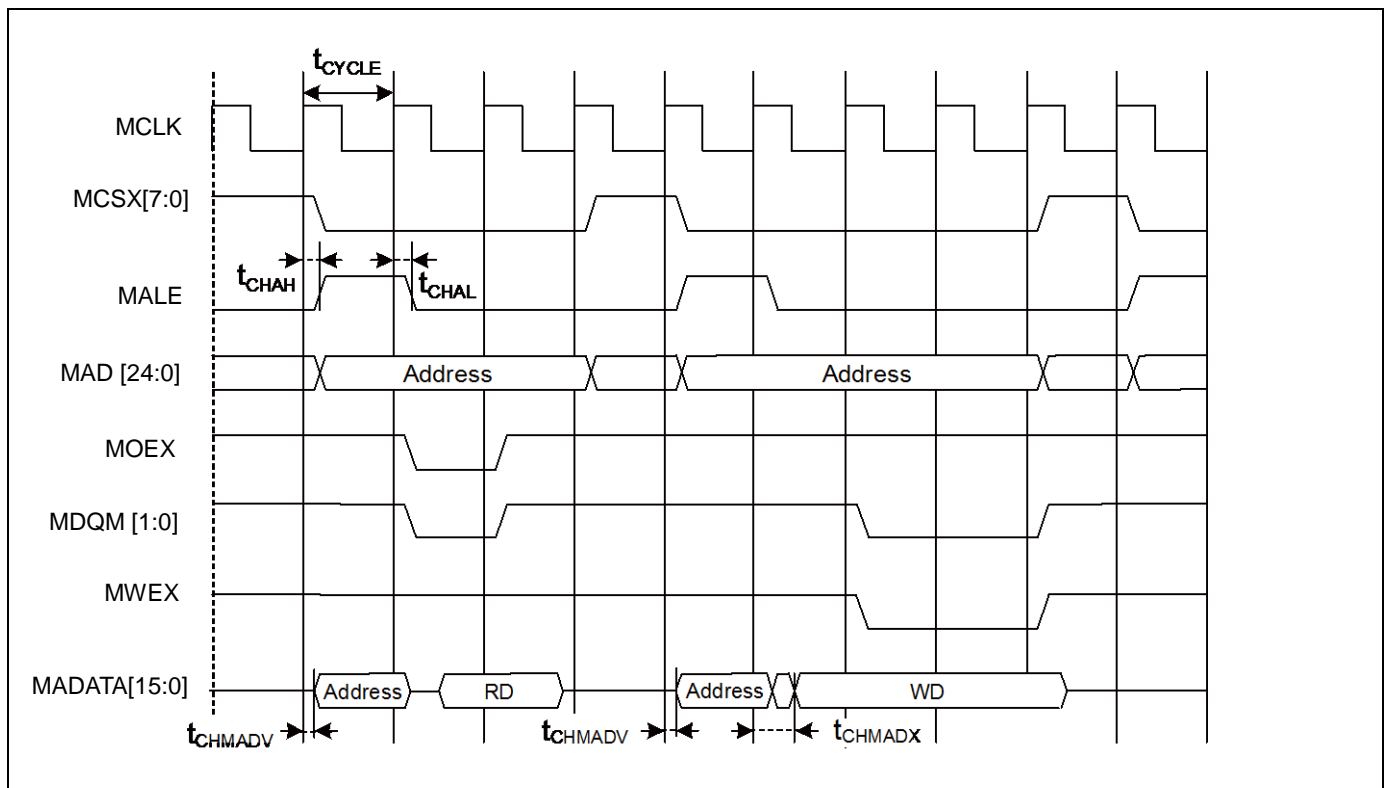 tCYCLE
MCLK
MCSX[7:0]
tCHAH
tCHAL
MALE
MAD [24:0]
Address
Address
MOEX
MDQM [1:0]
MWEX
MADATA[15:0]
Address
RD
Address
WD
tCHMADV
tCHMADV
tCHMADX